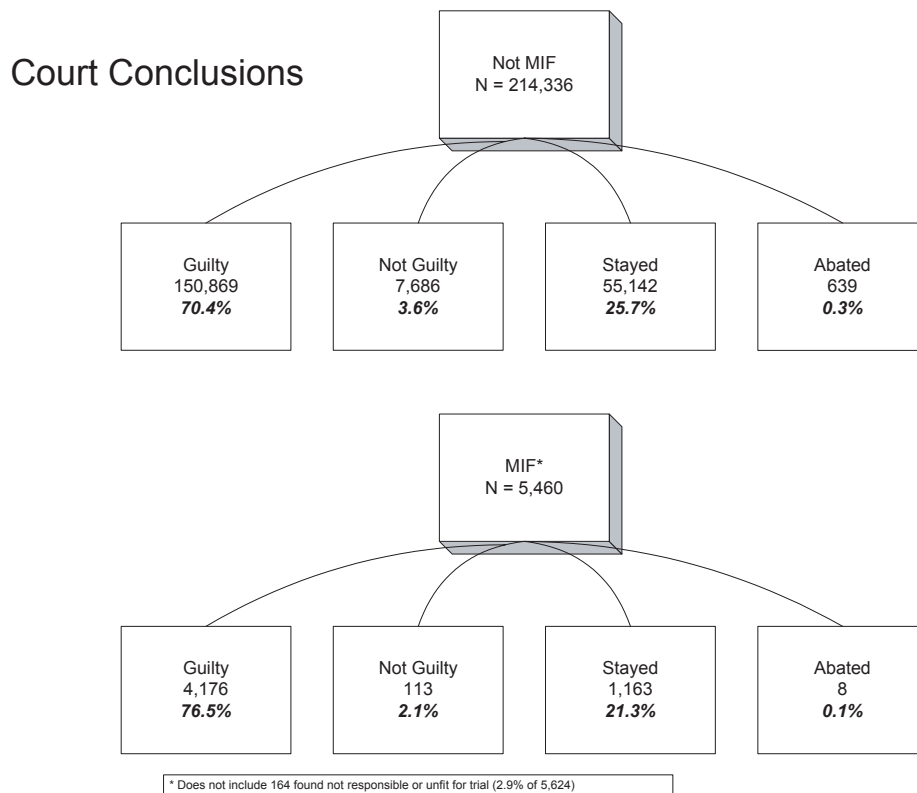 Court Conclusions
Not MIF
N = 214,336
Guilty
150,869
70.4%
Not Guilty
7,686
3.6%
Stayed
55,142
25.7%
Abated
639
0.3%
MIF*
N = 5,460
Guilty
4,176
76.5%
Not Guilty
113
2.1%
Stayed
1,163
21.3%
Abated
8
0.1%
* Does not include 164 found not responsible or unfit for trial (2.9% of 5,624)